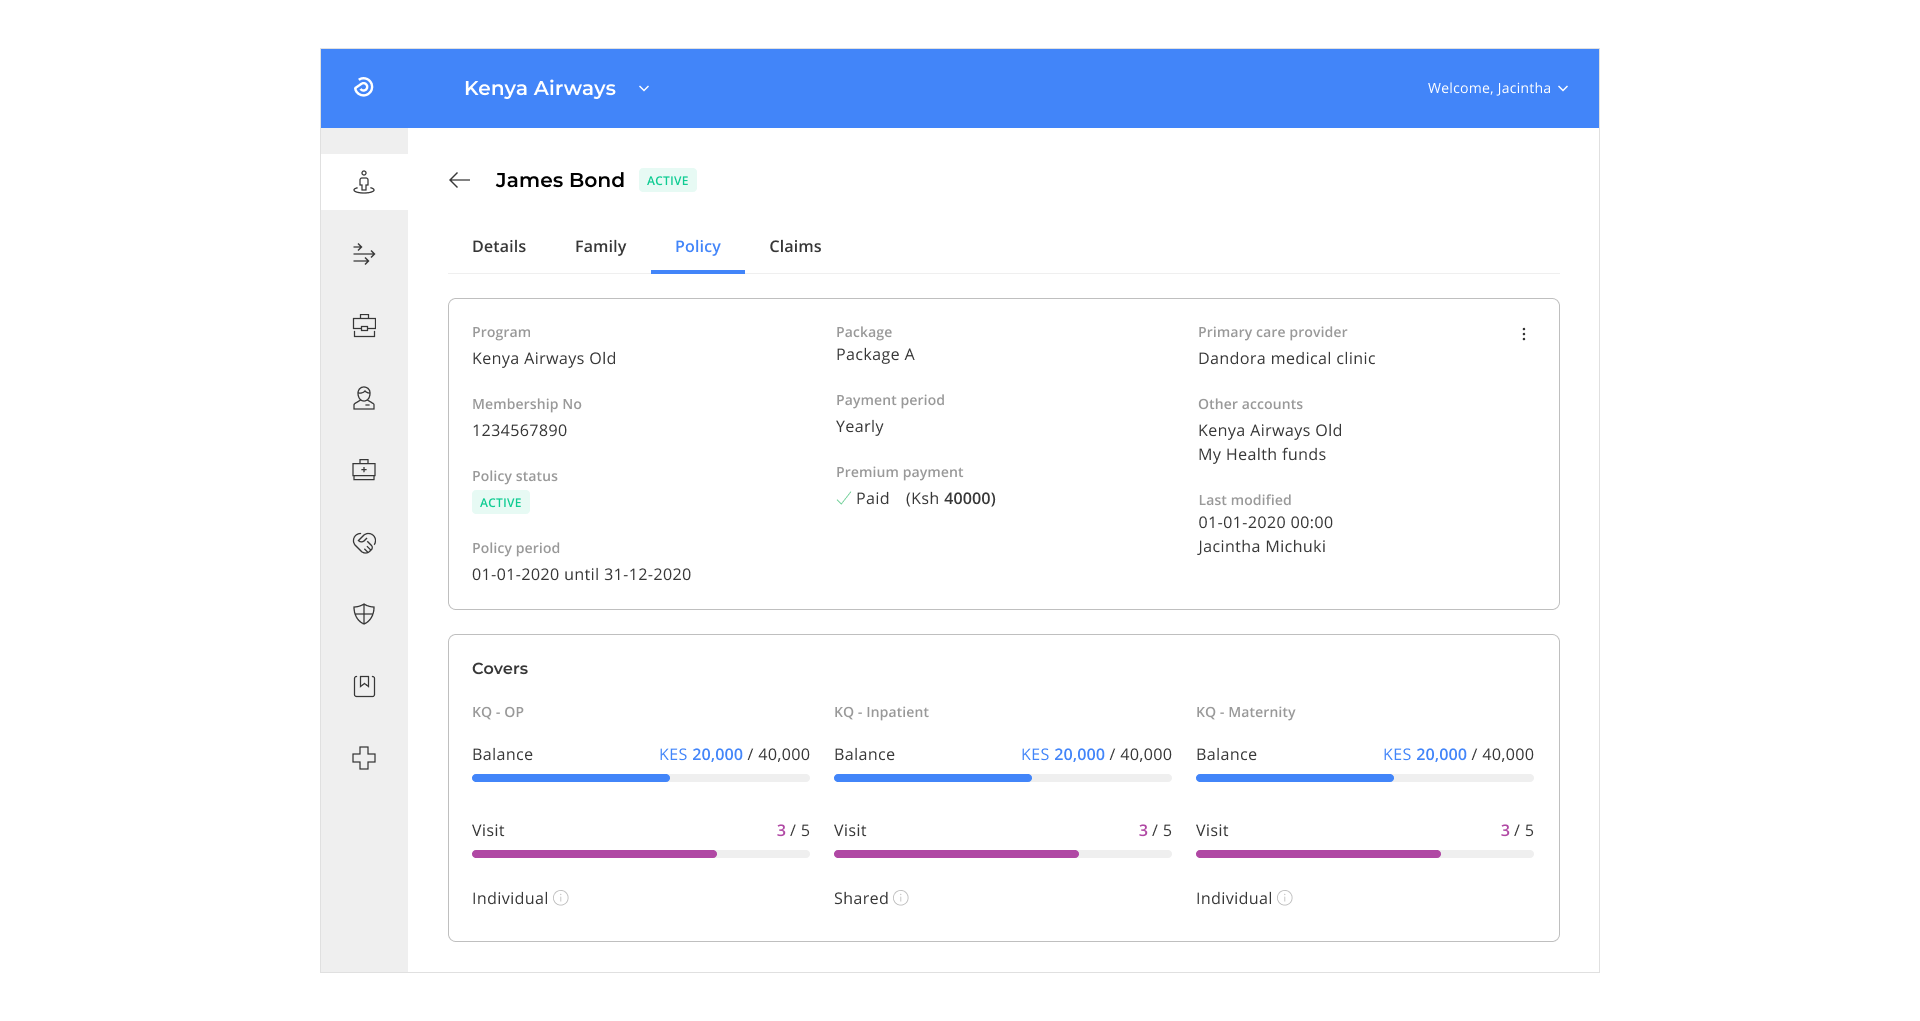 Kenya Airways
Welcome, Jacintha
James Bond
ACTIVE
Details
Family
Policy
Claims
Program
Kenya Airways Old
Membership No
1234567890
Policy status
ACTIVE
Policy period
01-01-2020 until 31-12-2020
Package
Package A
Payment period
Yearly
Premium payment
Paid (Ksh 40000)
Primary care provider
Dandora medical clinic
Other accounts
Kenya Airways Old
My Health funds
Last modified
01-01-2020 00:00
Jacintha Michuki
Covers
KQ - OP
Balance KES 20,000 / 40,000
Visit 3 / 5
Individual
KQ - Inpatient
Balance KES 20,000 / 40,000
Visit 3 / 5
Shared
KQ - Maternity
Balance KES 20,000 / 40,000
Visit 3 / 5
Individual